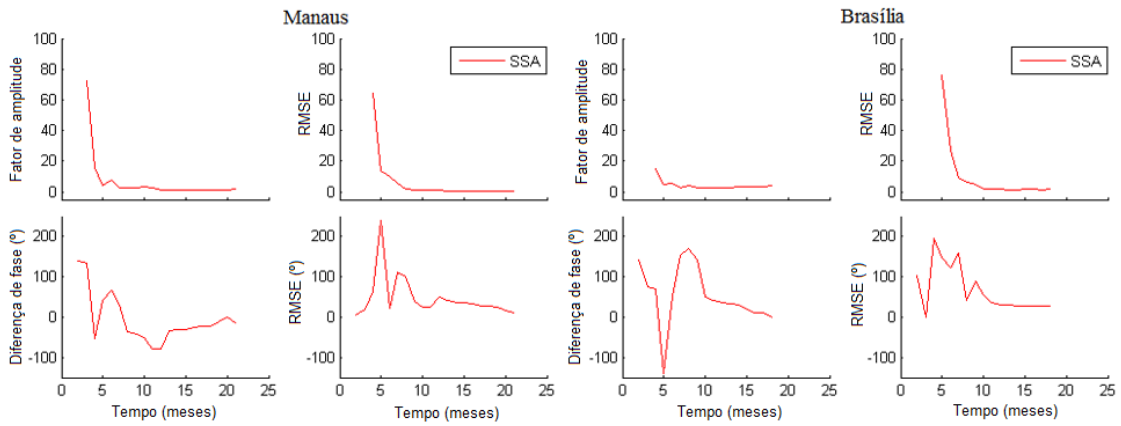 Manaus
Brasília
100
80
60
40
20
0
Fator de amplitude
100
80
60
40
20
0
RMSE
SSA
100
80
60
40
20
0
Fator de amplitude
100
80
60
40
20
0
RMSE
SSA
200
100
0
-100
Diferença de fase (º)
0 5 10 15 20 25
Tempo (meses)
200
100
0
-100
RMSE (º)
0 5 10 15 20 25
Tempo (meses)
200
100
0
-100
Diferença de fase (º)
0 5 10 15 20 25
Tempo (meses)
200
100
0
-100
RMSE (º)
0 5 10 15 20 25
Tempo (meses)